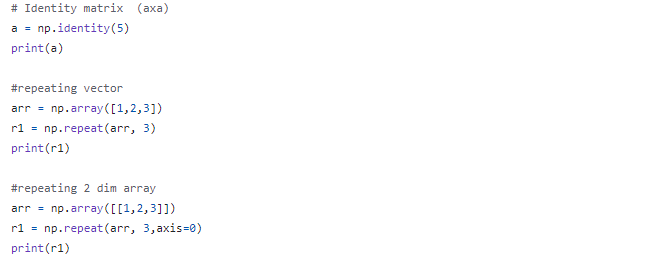 # Identity matrix  (axa)
a = np.identity(5)
print(a)
#repeating vector
arr = np.array([1,2,3])
r1 = np.repeat(arr, 3)
print(r1)
#repeating 2 dim array
arr = np.array([[1,2,3]])
r1 = np.repeat(arr, 3,axis=0)
print(r1)